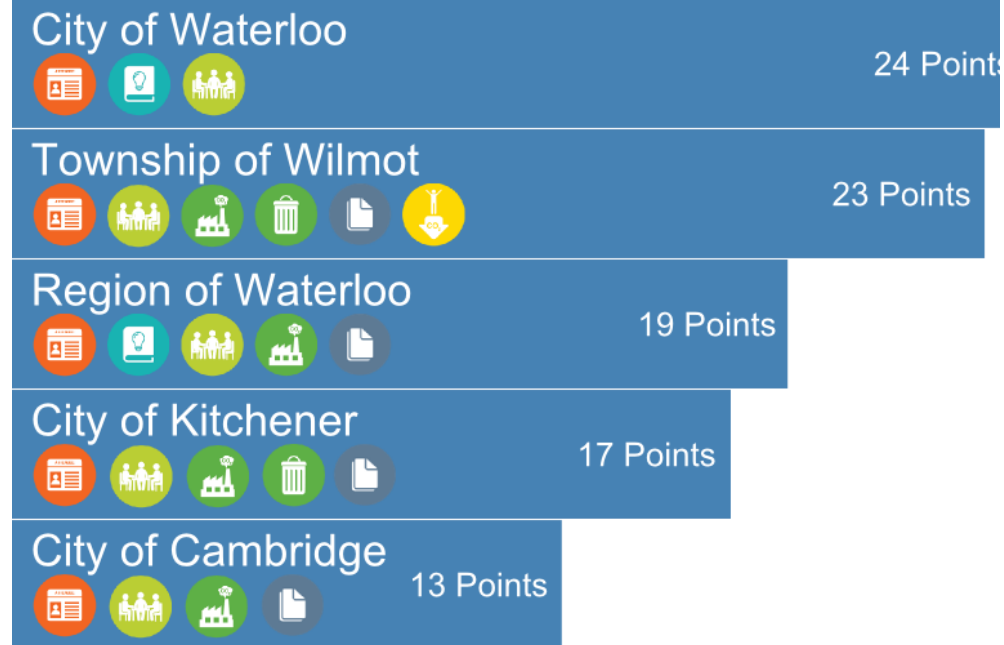 City of Waterloo
24 Points
Township of Wilmot
23 Points
Region of Waterloo
19 Points
City of Kitchener
17 Points
City of Cambridge
13 Points